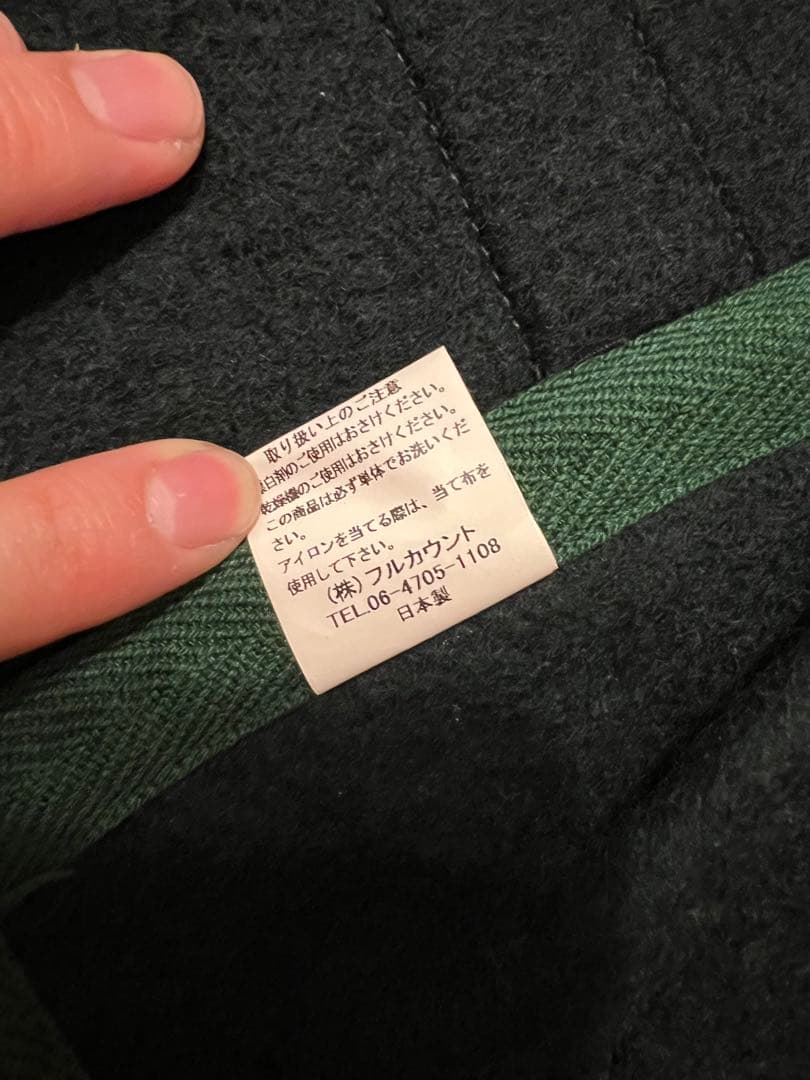 取り扱い上のご注意
白剤のご使用はおさけください。
乾燥機のご使用はおさけください。
この商品は必ず単体でお洗いくだ
さい。
アイロンを当てる際は、当て布を
使用して下さい。
(株)フルカウント
TEL.06-4705-1108
日本製